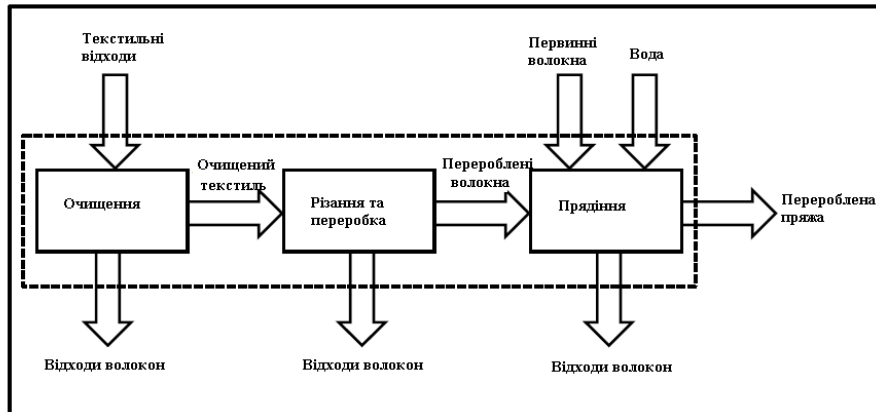 Текстильні
відходи
Первинні
волокна
Вода
Очищення
Очищений
текстиль
Різання та
переробка
Перероблені
волокна
Прядіння
Перероблена
пряжа
Відходи волокон
Відходи волокон
Відходи волокон